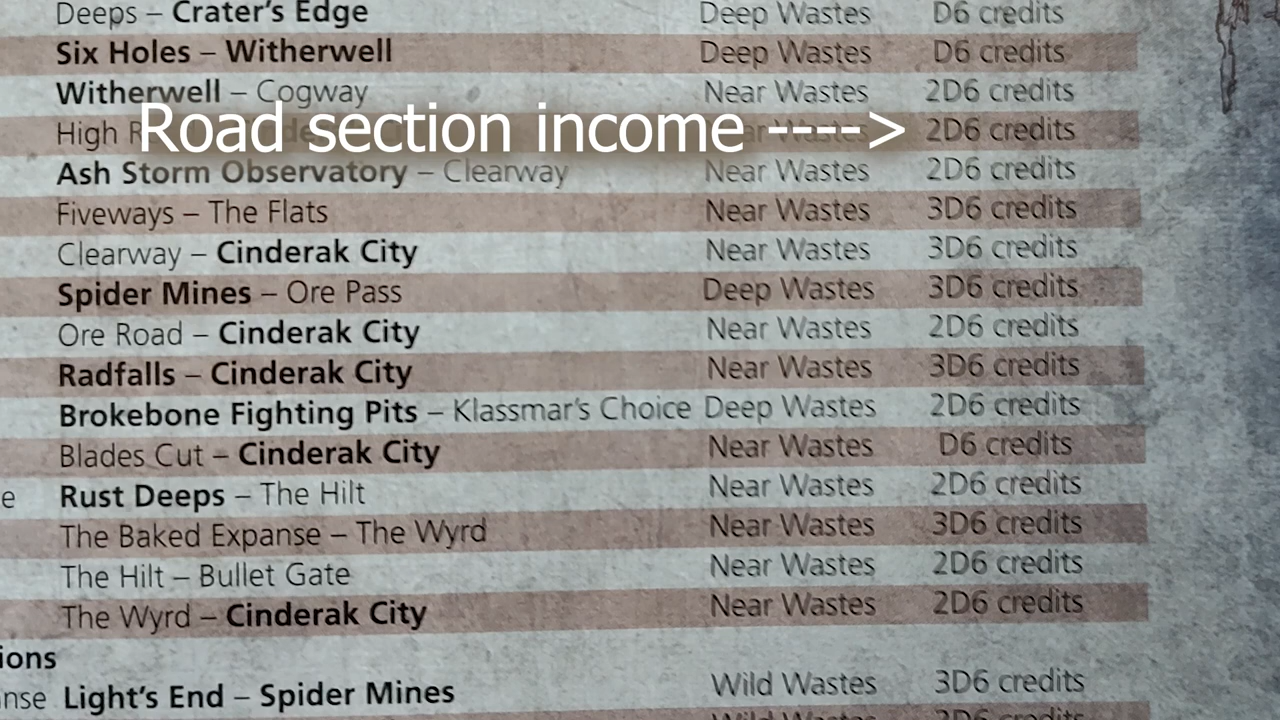 Deeps – Crater's Edge Deep Wastes D6 credits
Six Holes – Witherwell Deep Wastes D6 credits
Witherwell – Cogway Near Wastes 2D6 credits
Road section income ---->
High 2D6 credits
Ash Storm Observatory – Clearway Near Wastes 2D6 credits
Fiveways – The Flats Near Wastes 3D6 credits
Clearway – Cinderak City Near Wastes 3D6 credits
Spider Mines – Ore Pass Deep Wastes 3D6 credits
Ore Road – Cinderak City Near Wastes 2D6 credits
Radfalls – Cinderak City Near Wastes 3D6 credits
Brokebone Fighting Pits – Klassmar's Choice Deep Wastes 2D6 credits
Blades Cut – Cinderak City Near Wastes D6 credits
e Rust Deeps – The Hilt Near Wastes 2D6 credits
The Baked Expanse – The Wyrd Near Wastes 3D6 credits
The Hilt – Bullet Gate Near Wastes 2D6 credits
The Wyrd – Cinderak City Near Wastes 2D6 credits
ions
nse Light's End – Spider Mines Wild Wastes 3D6 credits